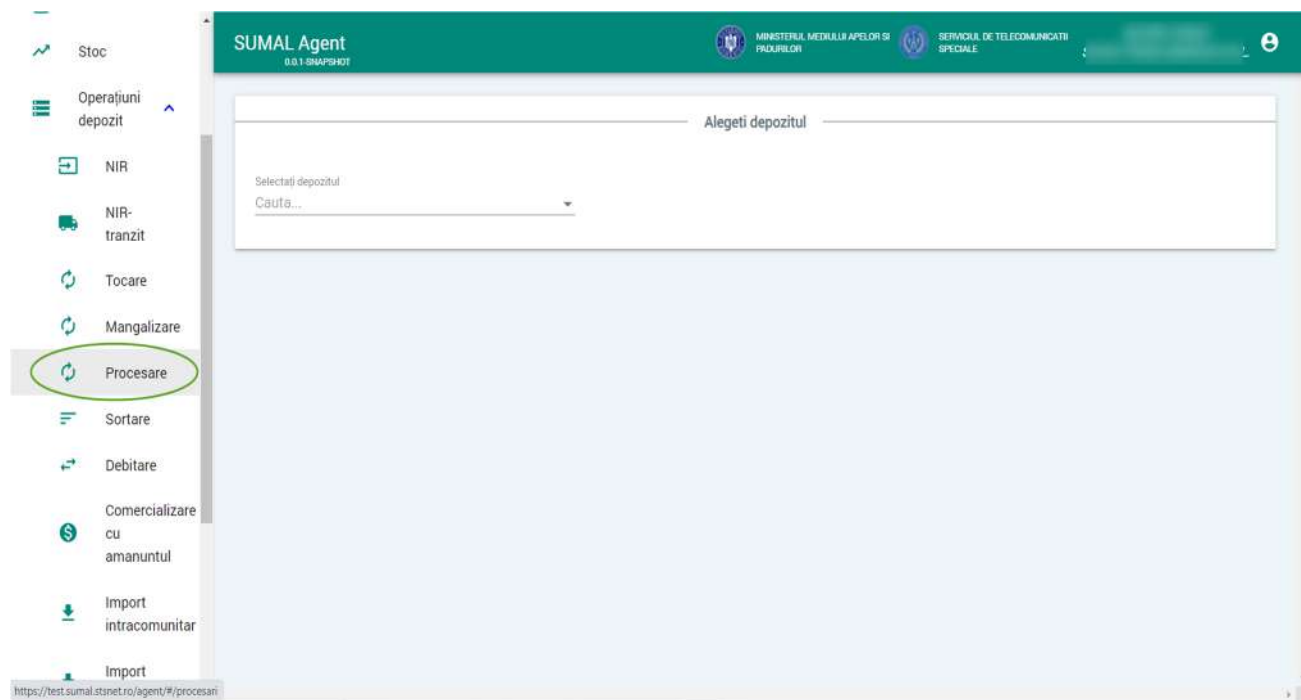 Stoc
Operațiuni
depozit
NIR
NIR-
tranzit
Tocare
Mangalizare
Procesare
Sortare
Debitare
Comercializare
cu
amanuntul
Import
intracomunitar
Import
https://test.sumal.stsnet.ro/agent/#/procesari
SUMAL Agent
0.0.1-SNAPSHOT
MINISTERUL MEDIULUI APELOR SI
PADURILOR
SERVICIUL DE TELECOMUNICATII
SPECIALE
Alegeti depozitul
Selectați depozitul
Cauta...